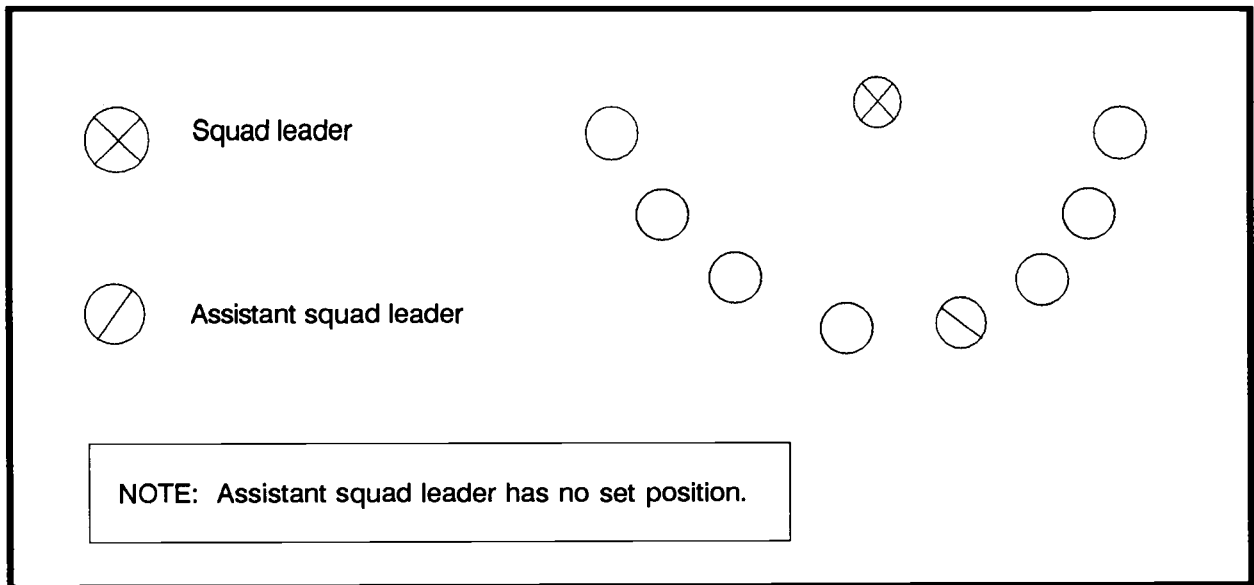 Squad leader
Assistant squad leader
NOTE: Assistant squad leader has no set position.